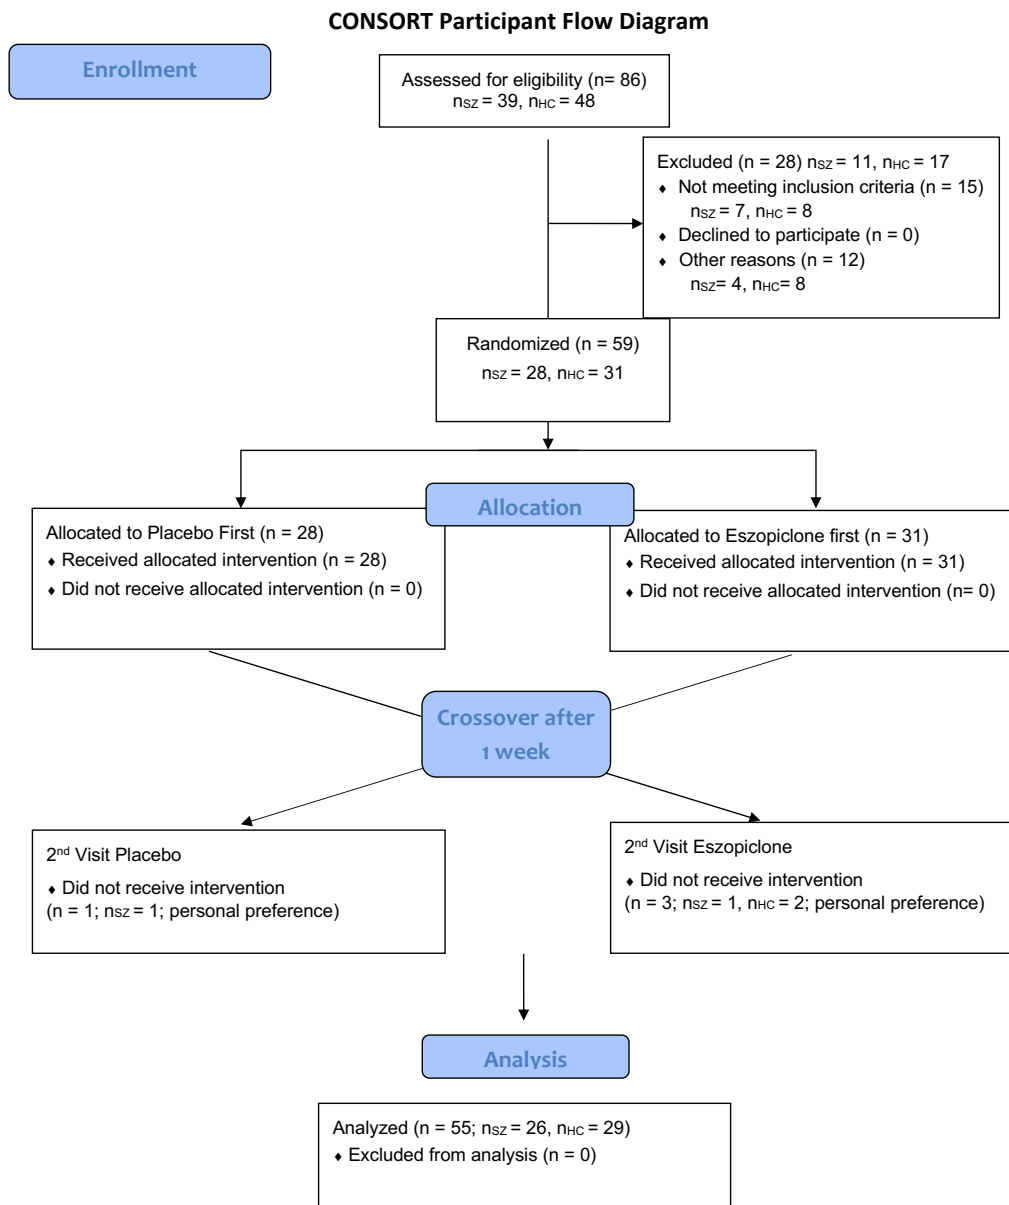 CONSORT Participant Flow Diagram
Enrollment
Assessed for eligibility (n= 86)
nSZ = 39, nHC = 48
Excluded (n = 28) nSZ = 11, nHC = 17
♦ Not meeting inclusion criteria (n = 15)
nSZ = 7, nHC = 8
♦ Declined to participate (n = 0)
♦ Other reasons (n = 12)
nSZ= 4, nHC= 8
Randomized (n = 59)
nSZ = 28, nHC = 31
Allocation
Allocated to Placebo First (n = 28)
♦ Received allocated intervention (n = 28)
♦ Did not receive allocated intervention (n = 0)
Allocated to Eszopiclone first (n = 31)
♦ Received allocated intervention (n = 31)
♦ Did not receive allocated intervention (n= 0)
Crossover after
1 week
2nd Visit Placebo
♦ Did not receive intervention
(n = 1; nSZ = 1; personal preference)
2nd Visit Eszopiclone
♦ Did not receive intervention
(n = 3; nSZ = 1, nHC = 2; personal preference)
Analysis
Analyzed (n = 55; nSZ = 26, nHC = 29)
♦ Excluded from analysis (n = 0)